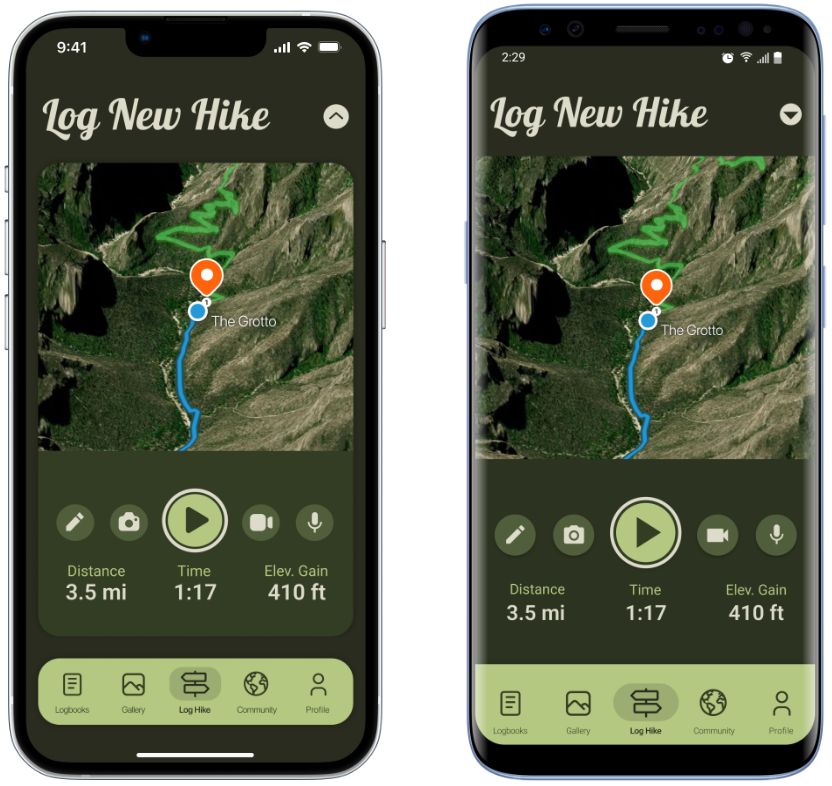 9:41
Log New Hike
1
The Grotto
Distance
Time
Elev. Gain
3.5 mi
1:17
410 ft
Logbooks
Gallery
Log Hike
Community
Profile
2:29
Log New Hike
1
The Grotto
Distance
Time
Elev. Gain
3.5 mi
1:17
410 ft
Logbooks
Gallery
Log Hike
Community
Profile